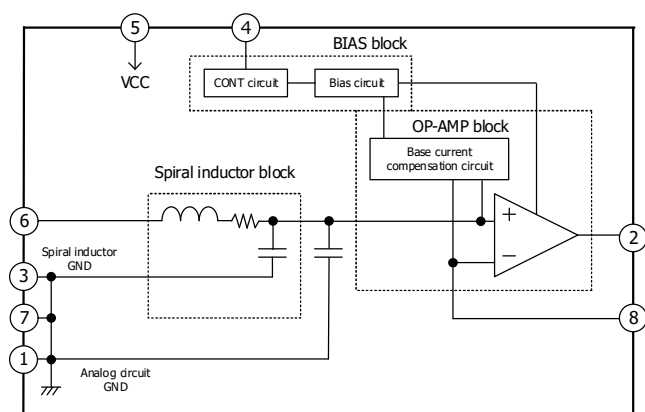 5
4
BIAS block
VCC
CONT circuit
Bias circuit
OP-AMP block
Base current
compensation circuit
Spiral inductor block
6
+
2
−
Spiral inductor
GND
3
7
8
1
Analog circuit
GND